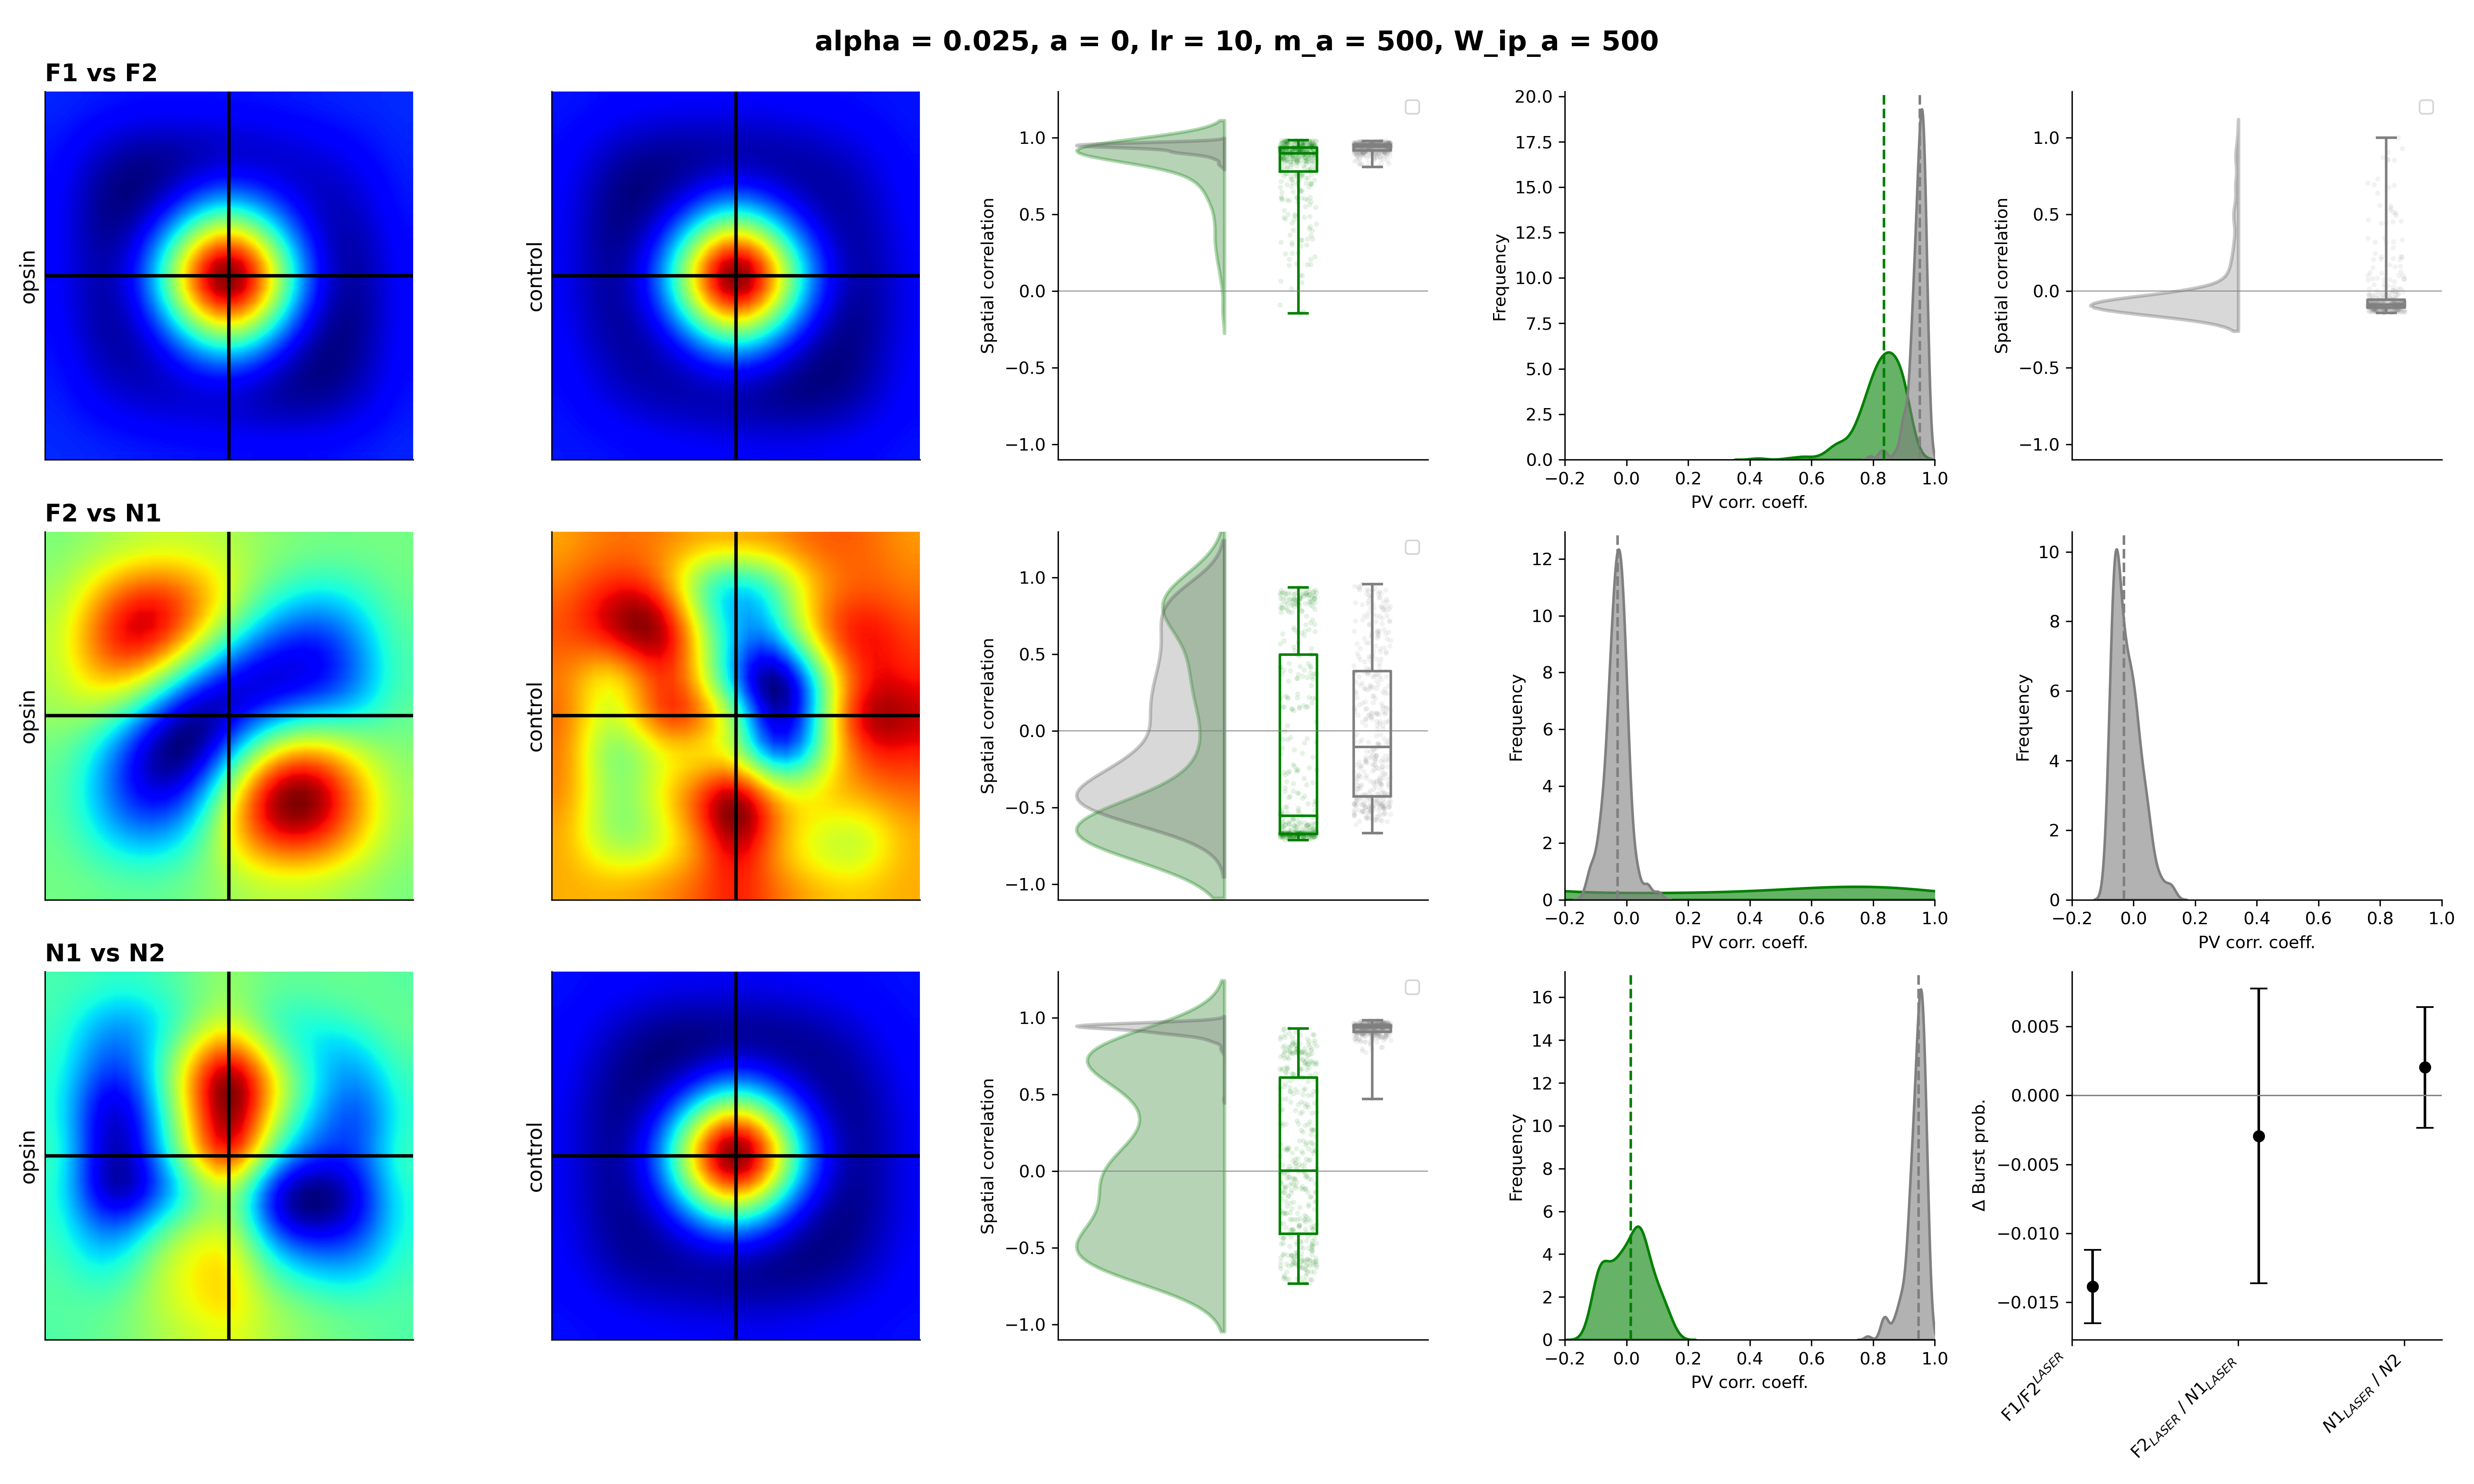 alpha = 0.025, a = 0, lr = 10, m_a = 500, W_ip_a = 500
F1 vs F2
opsin
control
Spatial correlation
1.0
0.5
0.0
−0.5
−1.0
Frequency
20.0
17.5
15.0
12.5
10.0
7.5
5.0
2.5
0.0
−0.2 0.0 0.2 0.4 0.6 0.8 1.0
PV corr. coeff.
Spatial correlation
1.0
0.5
0.0
−0.5
−1.0
F2 vs N1
opsin
control
Spatial correlation
1.0
0.5
0.0
−0.5
−1.0
Frequency
12
10
8
6
4
2
0
−0.2 0.0 0.2 0.4 0.6 0.8 1.0
PV corr. coeff.
Frequency
10
8
6
4
2
0
−0.2 0.0 0.2 0.4 0.6 0.8 1.0
PV corr. coeff.
N1 vs N2
opsin
control
Spatial correlation
1.0
0.5
0.0
−0.5
−1.0
Frequency
16
14
12
10
8
6
4
2
0
−0.2 0.0 0.2 0.4 0.6 0.8 1.0
PV corr. coeff.
Δ Burst prob.
0.005
0.000
−0.005
−0.010
−0.015
F1/F2^LASER
F2_LASER / N1_LASER
N1_LASER / N2